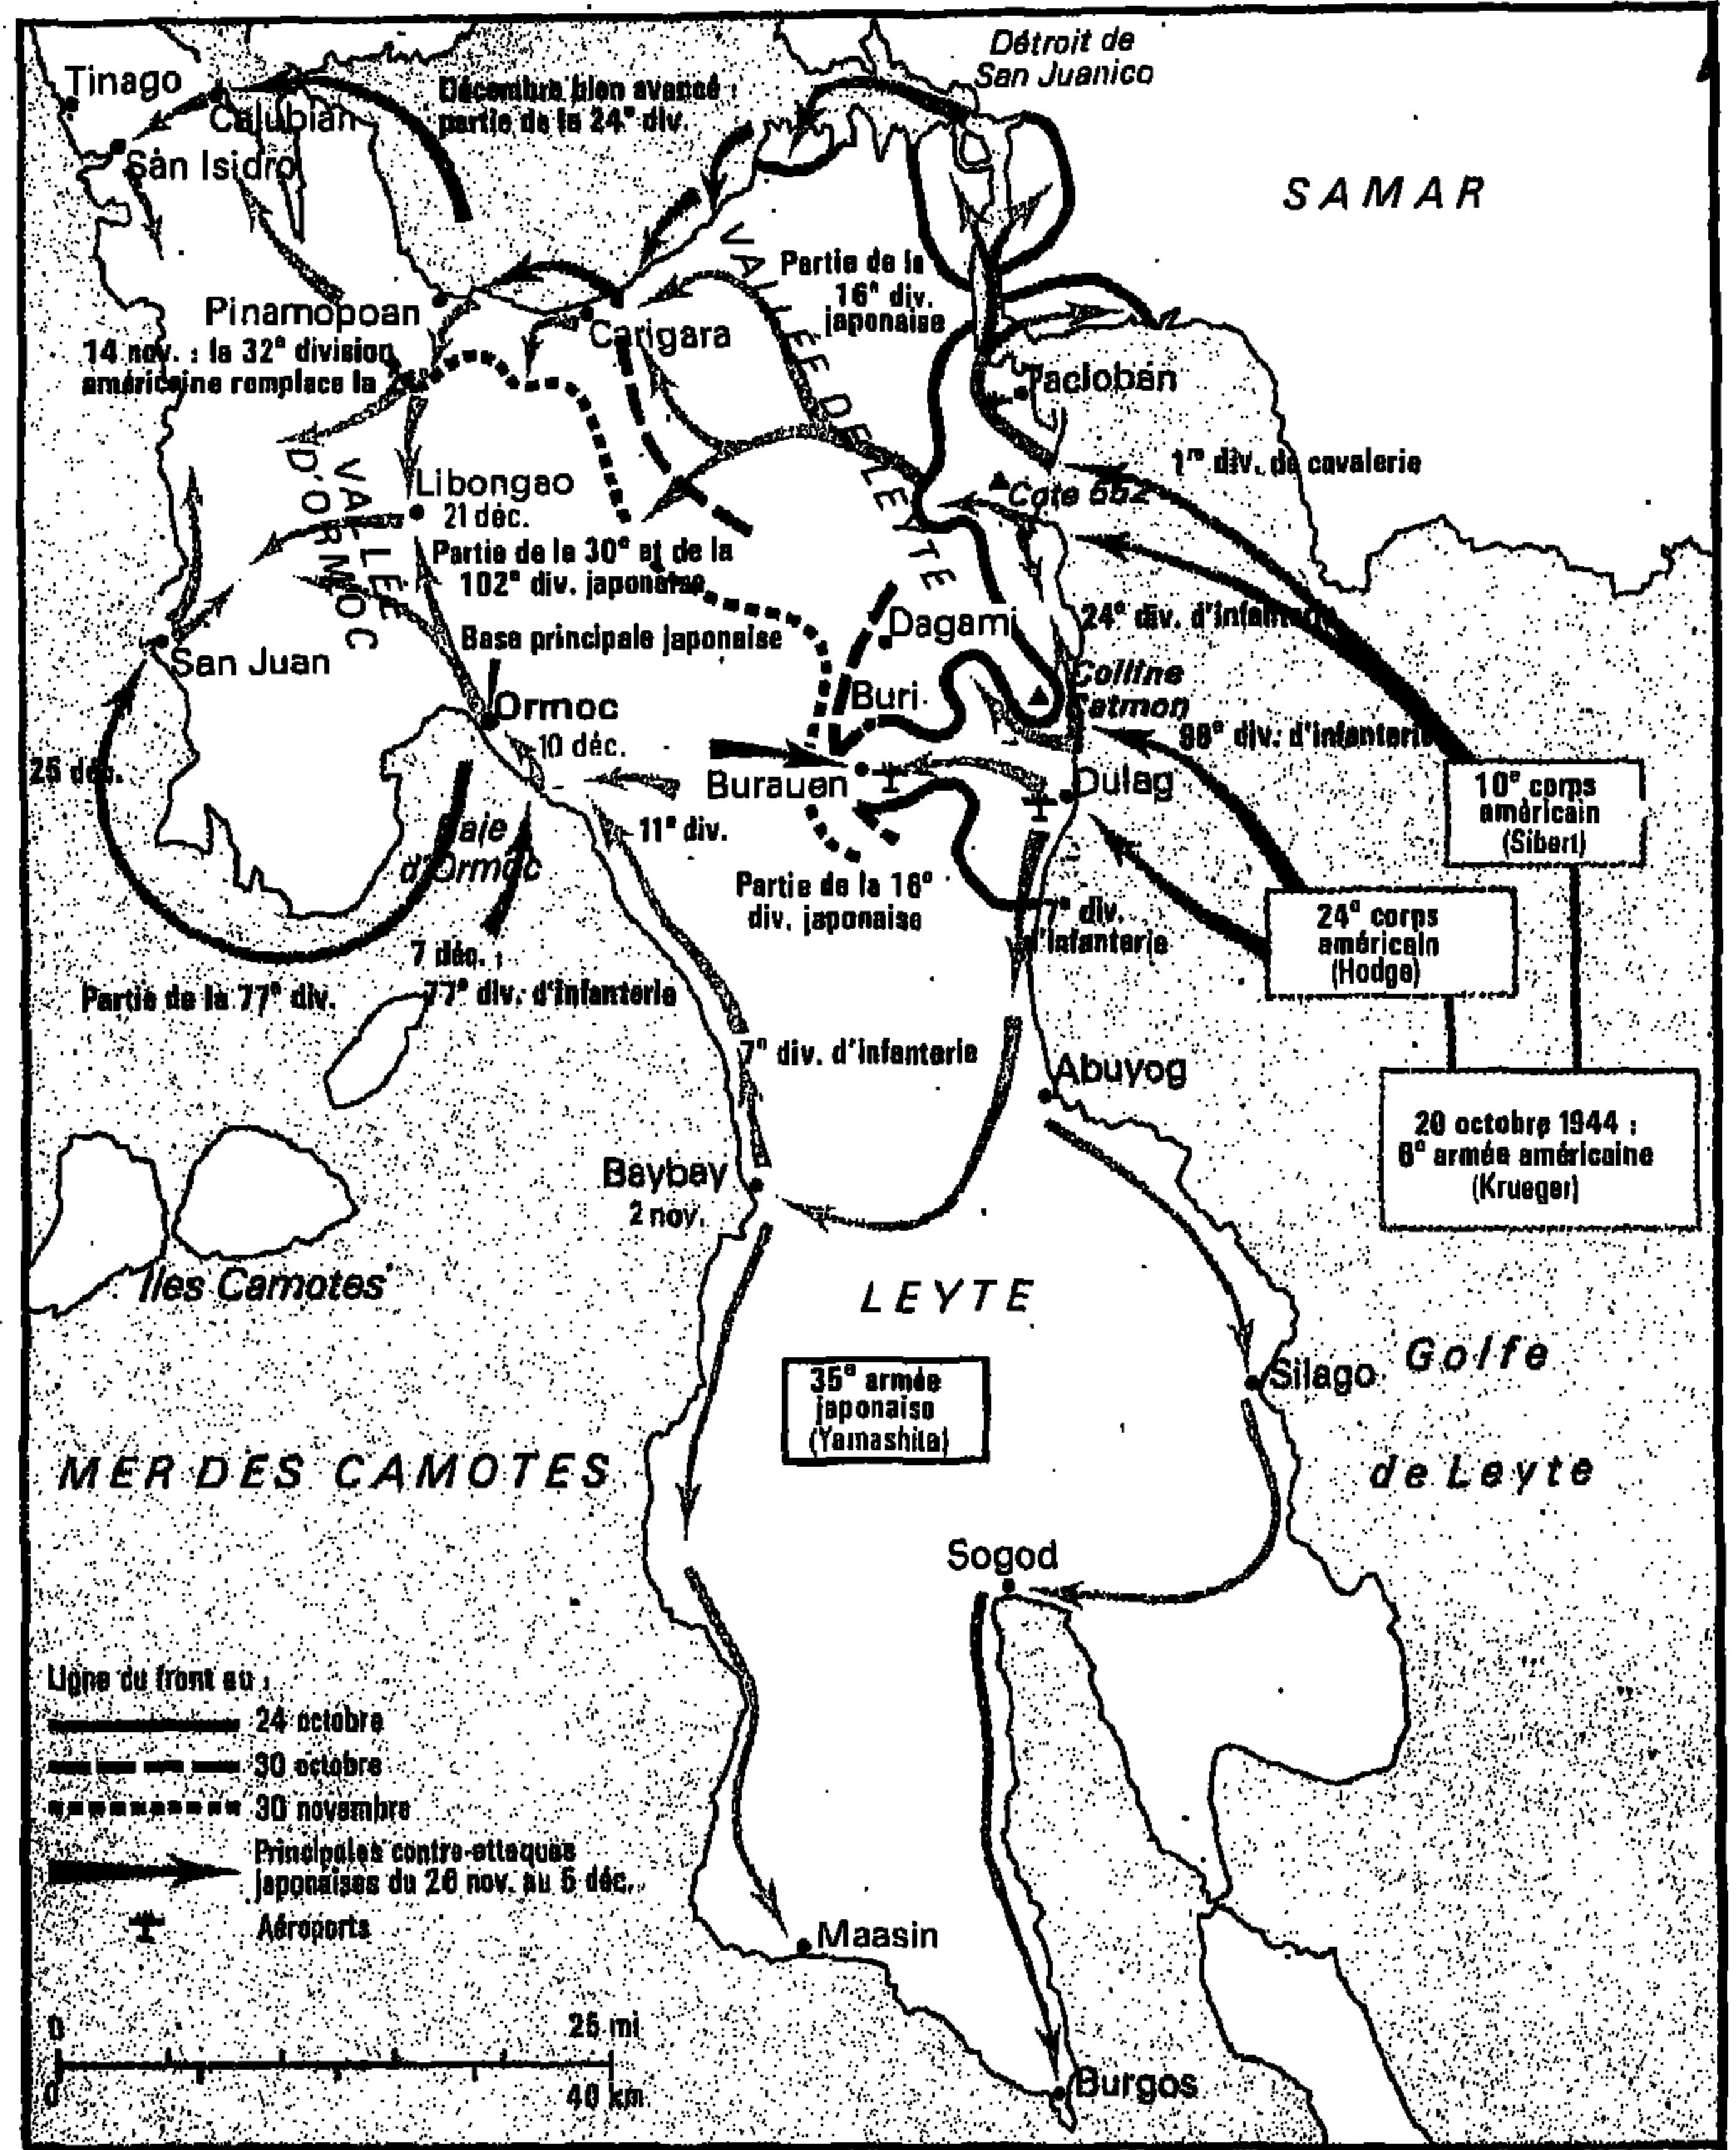 Détroit de
San Juanico
Tinago
Calubian
San Isidro
Décembre bien avancé :
partie de la 24e div.
SAMAR
VALLÉE DE LEYTE
Partie de la
16e div.
japonaise
Pinamopoan
Carigara
14 nov. : la 32e division
américaine remplace la
Tacloban
1re div. de cavalerie
Cote 552
VALLÉE
D'ORMOC
Libongao
21 déc.
Partie de la 30e et de la
102e div. japonaise
24e div. d'infanterie
Dagami
Base principale japonaise
San Juan
Colline
Catmon
Buri
Ormoc
10 déc.
96e div. d'infanterie
25 déc.
Burauen
Dulag
10e corps
américain
(Sibert)
11e div.
Baie
d'Ormoc
Partie de la 16e
div. japonaise
7e div.
d'infanterie
24e corps
américain
(Hodge)
7 déc. :
77e div. d'infanterie
Partie de la 77e div.
7e div. d'infanterie
Abuyog
20 octobre 1944 :
6e armée américaine
(Krueger)
Baybay
2 nov.
Iles Camotes
LEYTE
35e armée
japonaise
(Yamashita)
Silago
Golfe
de Leyte
MER DES CAMOTES
Sogod
Ligne du front au :
24 octobre
30 octobre
30 novembre
Principales contre-attaques
japonaises du 26 nov. au 6 déc.
Aéroports
Maasin
0 25 mi
0 40 km
Burgos